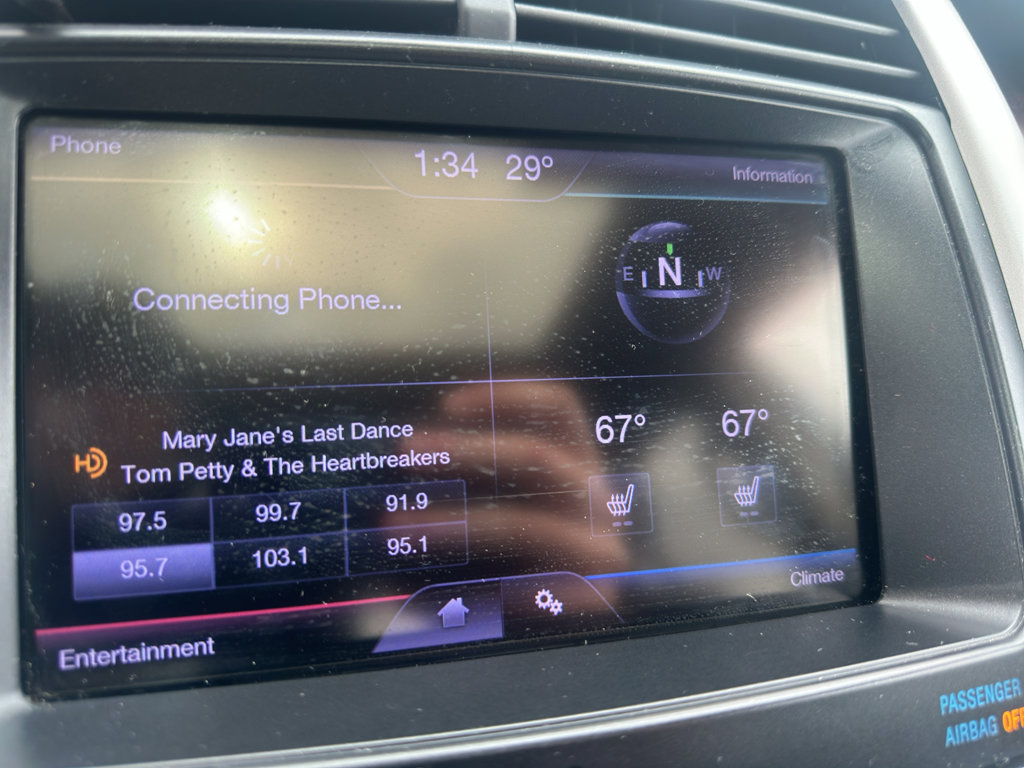 Phone
1:34 29°
Information
Connecting Phone...
E N W
Mary Jane's Last Dance
HD
Tom Petty & The Heartbreakers
67° 67°
97.5 99.7 91.9
95.7 103.1 95.1
Entertainment
Climate
PASSENGER
AIRBAG OFF